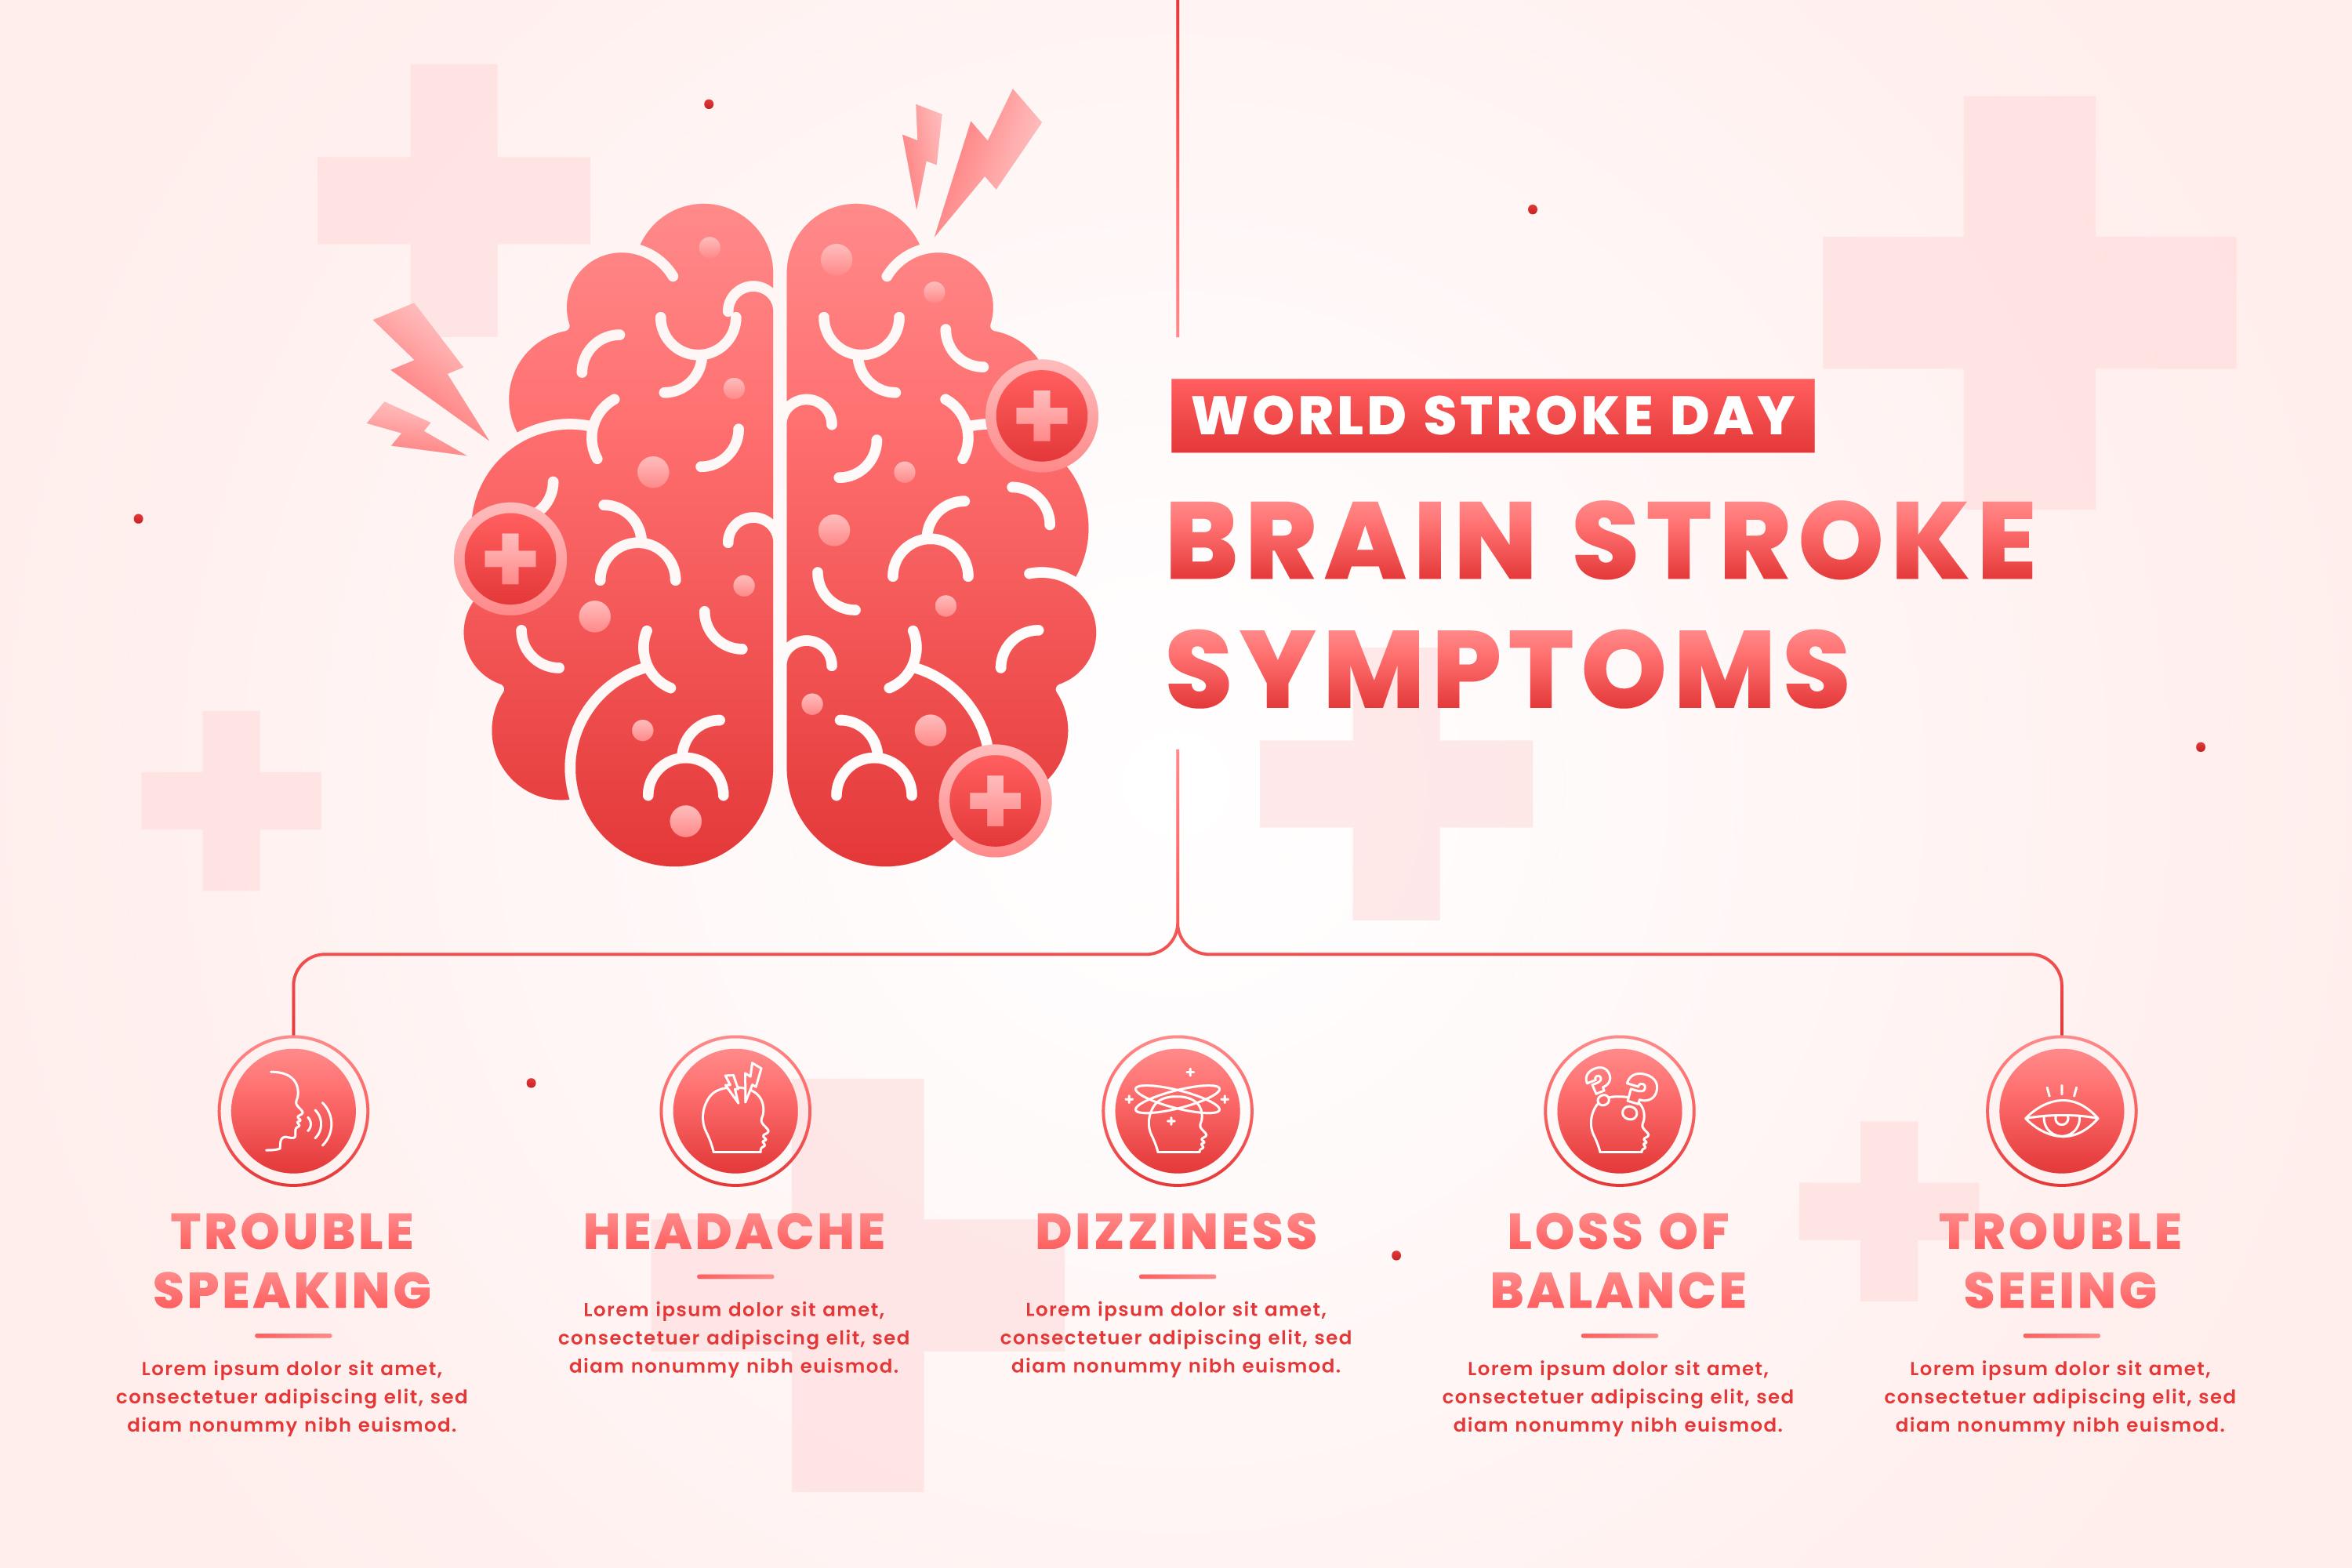 WORLD STROKE DAY
BRAIN STROKE
SYMPTOMS
TROUBLE
SPEAKING
Lorem ipsum dolor sit amet,
consectetuer adipiscing elit, sed
diam nonummy nibh euismod.
HEADACHE
Lorem ipsum dolor sit amet,
consectetuer adipiscing elit, sed
diam nonummy nibh euismod.
DIZZINESS
Lorem ipsum dolor sit amet,
consectetuer adipiscing elit, sed
diam nonummy nibh euismod.
LOSS OF
BALANCE
Lorem ipsum dolor sit amet,
consectetuer adipiscing elit, sed
diam nonummy nibh euismod.
TROUBLE
SEEING
Lorem ipsum dolor sit amet,
consectetuer adipiscing elit, sed
diam nonummy nibh euismod.